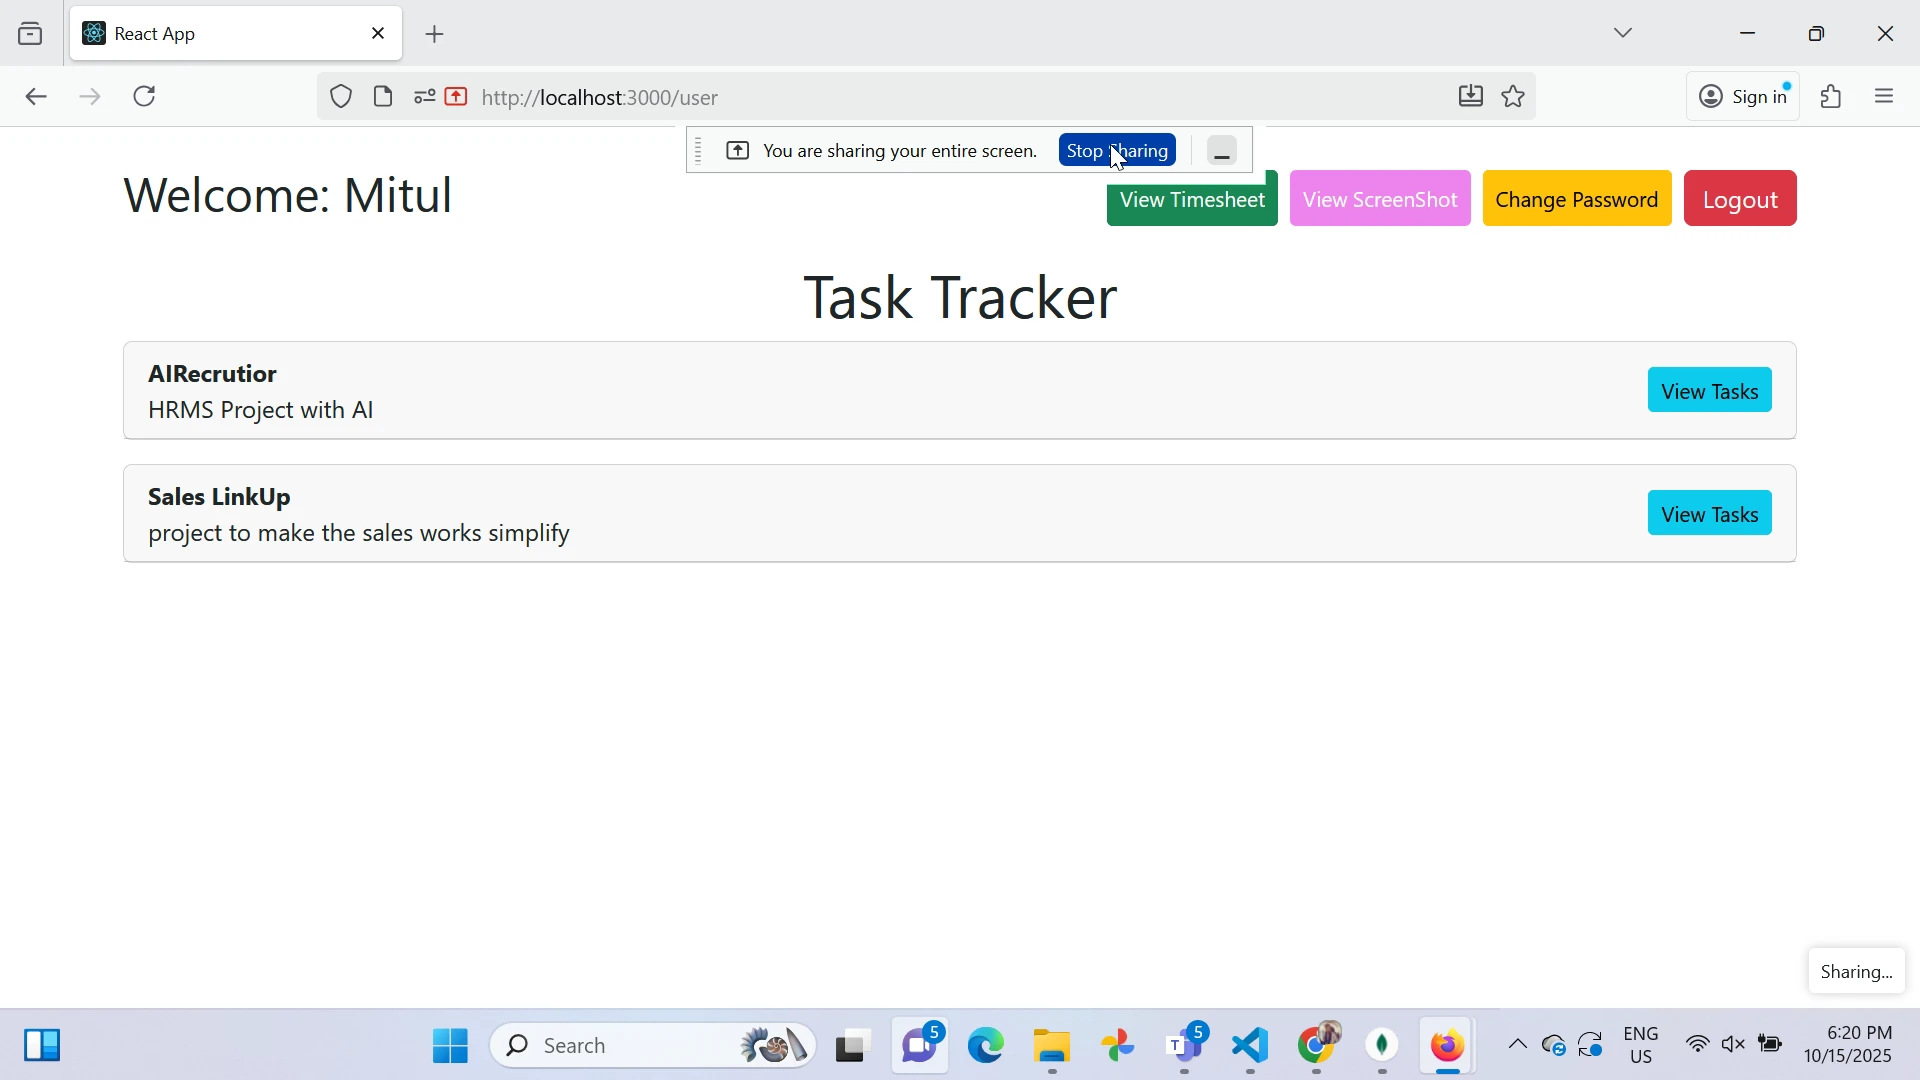 React App
http://localhost:3000/user
Sign in
You are sharing your entire screen. Stop Sharing
Welcome: Mitul
View Timesheet
View ScreenShot
Change Password
Logout
Task Tracker
AIRecrutior
HRMS Project with AI
View Tasks
Sales LinkUp
project to make the sales works simplify
View Tasks
Sharing...
Search
5
T
5
ENG
US
6:20 PM
10/15/2025